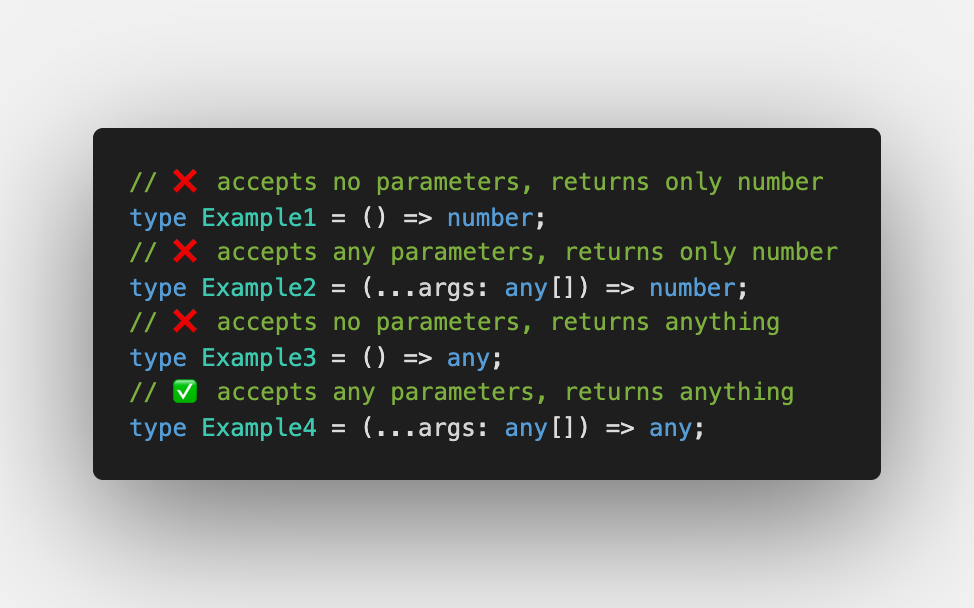 // ❌ accepts no parameters, returns only number
type Example1 = () => number;
// ❌ accepts any parameters, returns only number
type Example2 = (...args: any[]) => number;
// ❌ accepts no parameters, returns anything
type Example3 = () => any;
// ✅ accepts any parameters, returns anything
type Example4 = (...args: any[]) => any;